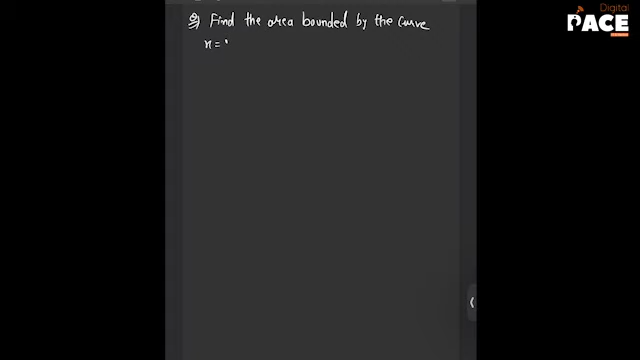 Q) Find the area bounded by the curve
x = '
Digital
PACE